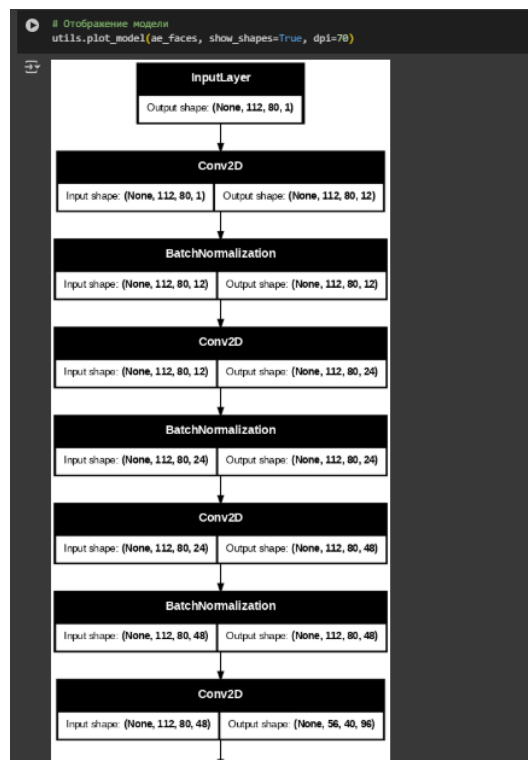 # Отображение модели
utils.plot_model(ae_faces, show_shapes=True, dpi=70)
InputLayer
Output shape: (None, 112, 80, 1)
Conv2D
Input shape: (None, 112, 80, 1) Output shape: (None, 112, 80, 12)
BatchNormalization
Input shape: (None, 112, 80, 12) Output shape: (None, 112, 80, 12)
Conv2D
Input shape: (None, 112, 80, 12) Output shape: (None, 112, 80, 24)
BatchNormalization
Input shape: (None, 112, 80, 24) Output shape: (None, 112, 80, 24)
Conv2D
Input shape: (None, 112, 80, 24) Output shape: (None, 112, 80, 48)
BatchNormalization
Input shape: (None, 112, 80, 48) Output shape: (None, 112, 80, 48)
Conv2D
Input shape: (None, 112, 80, 48) Output shape: (None, 56, 40, 96)